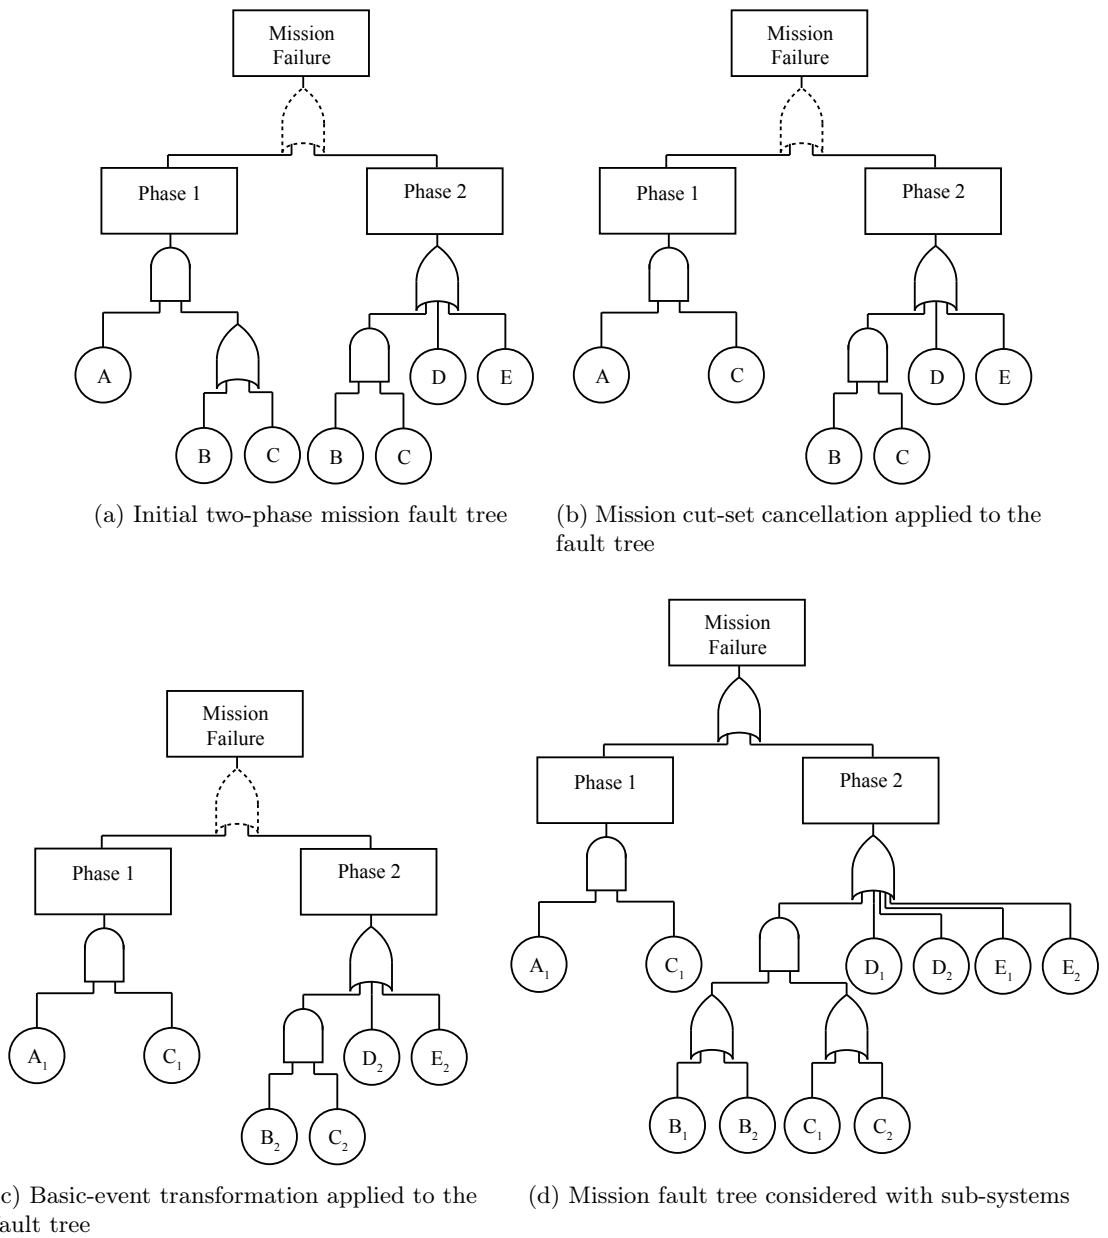 Mission
Failure
Phase 1
Phase 2
A
D
E
B
C
B
C
(a) Initial two-phase mission fault tree
Mission
Failure
Phase 1
Phase 2
A
C
D
E
B
C
(b) Mission cut-set cancellation applied to the
fault tree
Mission
Failure
Phase 1
Phase 2
A1
C1
D2
E2
B2
C2
c) Basic-event transformation applied to the
ault tree
Mission
Failure
Phase 1
Phase 2
A1
C1
D1
D2
E1
E2
B1
B2
C1
C2
(d) Mission fault tree considered with sub-systems